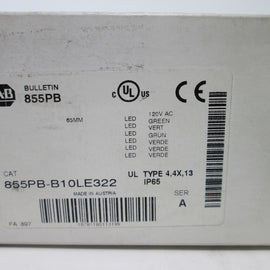 AB
BULLETIN
855PB
C UL US
CE
65MM
120V AC
LED GREEN
LED VERT
LED GRÜN
LED VERDE
LED VERDE
CAT
855PB-B10LE322
UL TYPE 4,4X,13
IP65
MADE IN AUSTRIA
SER
A